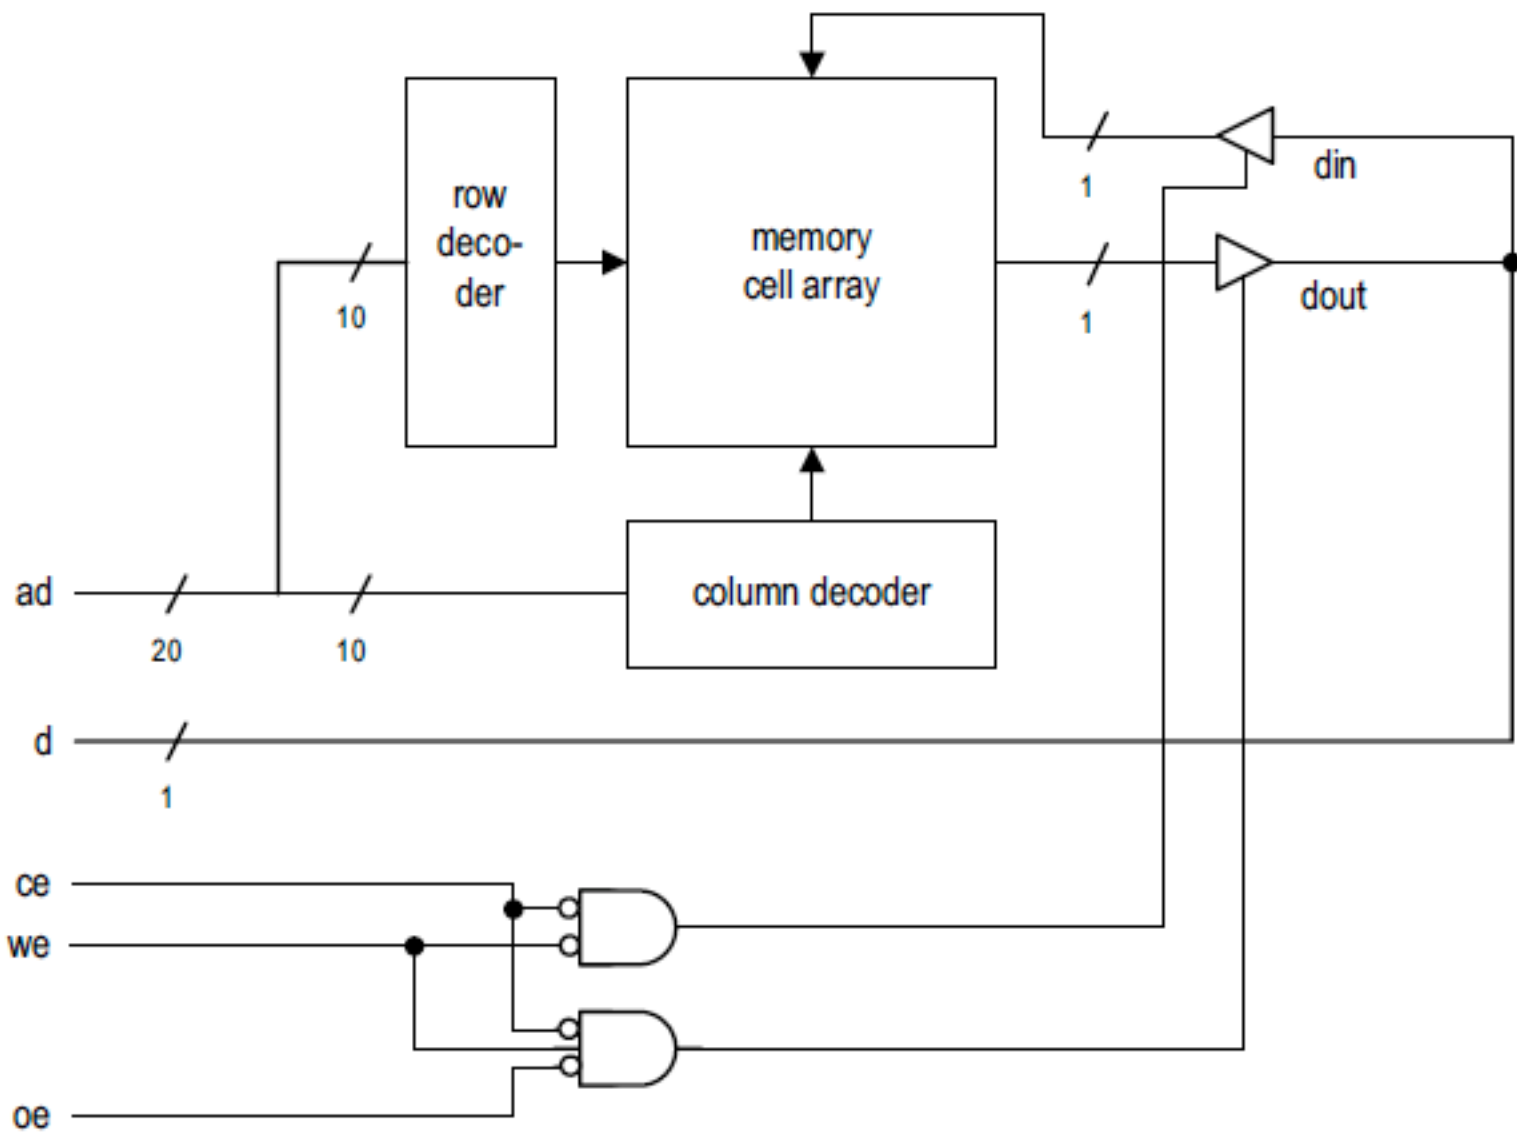 row
deco-
der
10
memory
cell array
1
din
1
dout
ad
20
10
column decoder
d
1
ce
we
oe